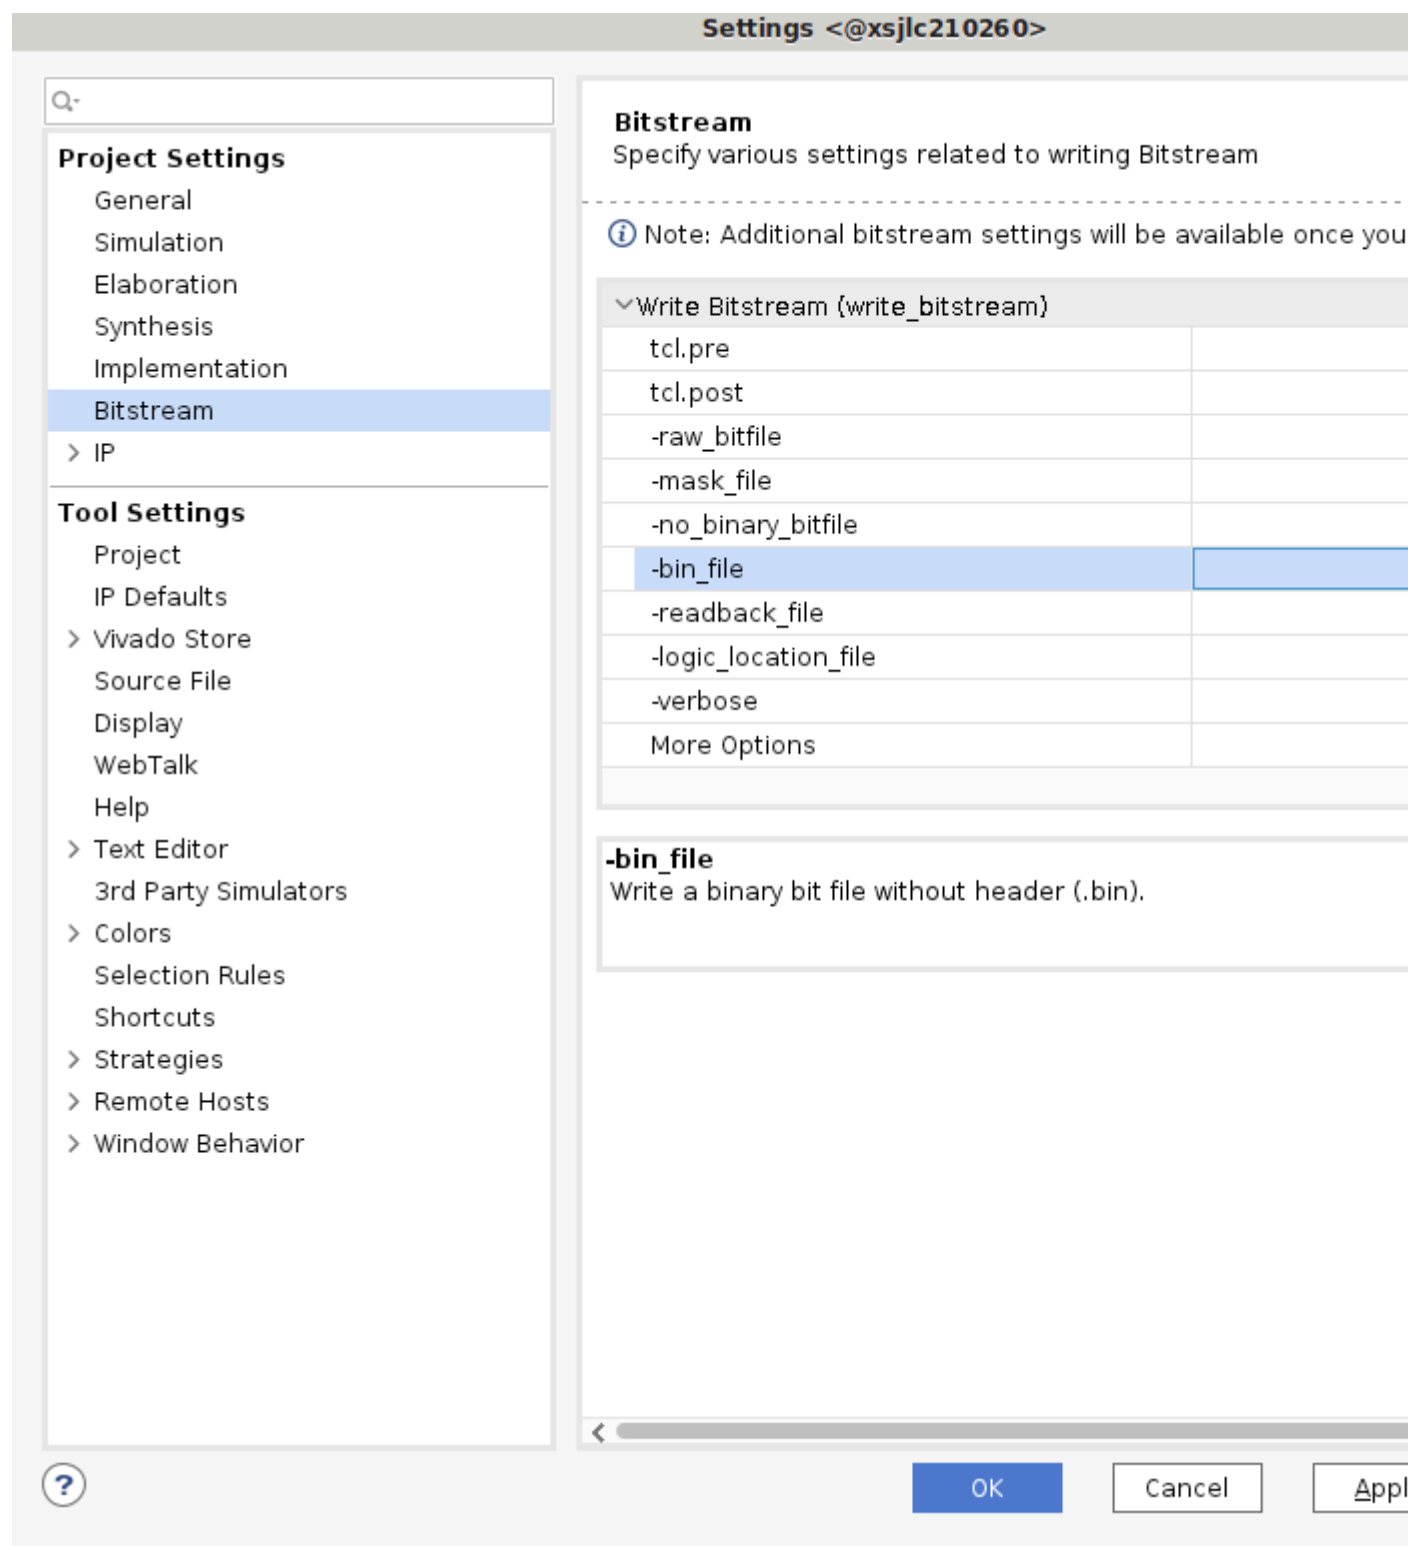 Settings <@xsjlc210260>
Project Settings
General
Simulation
Elaboration
Synthesis
Implementation
Bitstream
IP
Tool Settings
Project
IP Defaults
Vivado Store
Source File
Display
WebTalk
Help
Text Editor
3rd Party Simulators
Colors
Selection Rules
Shortcuts
Strategies
Remote Hosts
Window Behavior
Bitstream
Specify various settings related to writing Bitstream
Note: Additional bitstream settings will be available once you
Write Bitstream (write_bitstream)
tcl.pre
tcl.post
-raw_bitfile
-mask_file
-no_binary_bitfile
-bin_file
-readback_file
-logic_location_file
-verbose
More Options
-bin_file
Write a binary bit file without header (.bin).
?
OK
Cancel
Appl